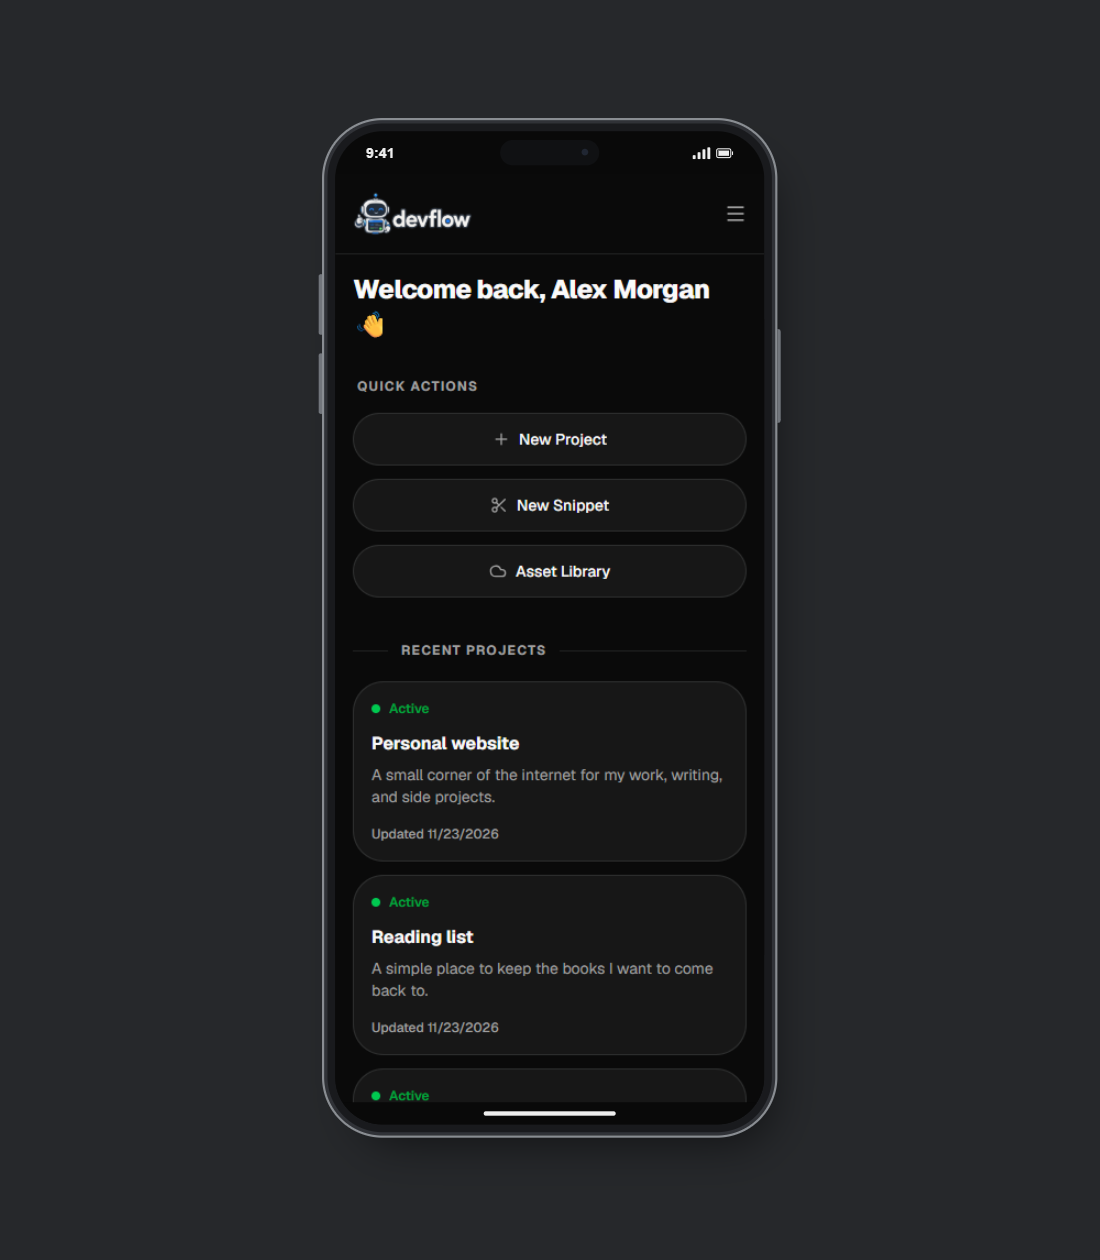 9:41
devflow
Welcome back, Alex Morgan
👋
QUICK ACTIONS
New Project
New Snippet
Asset Library
RECENT PROJECTS
Active
Personal website
A small corner of the internet for my work, writing,
and side projects.
Updated 11/23/2026
Active
Reading list
A simple place to keep the books I want to come
back to.
Updated 11/23/2026
Active